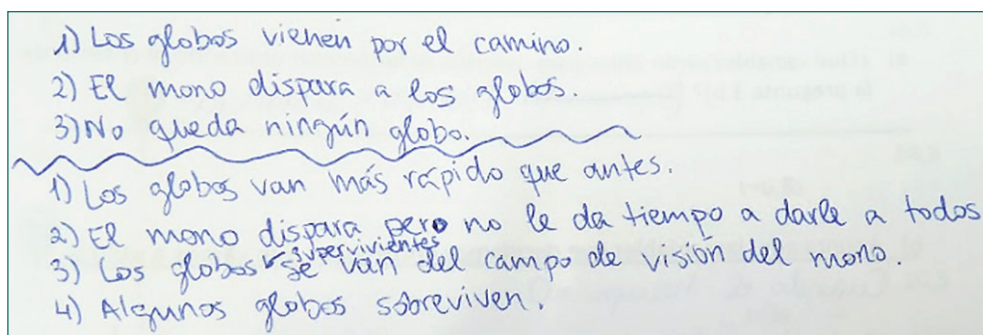 1) Los globos vienen por el camino.
2) El mono dispara a los globos.
3) No queda ningún globo.
1) Los globos van más rápido que antes.
2) El mono dispara pero no le da tiempo a darle a todos
3) Los globos supervivientes se van del campo de visión del mono.
4) Algunos globos sobreviven.